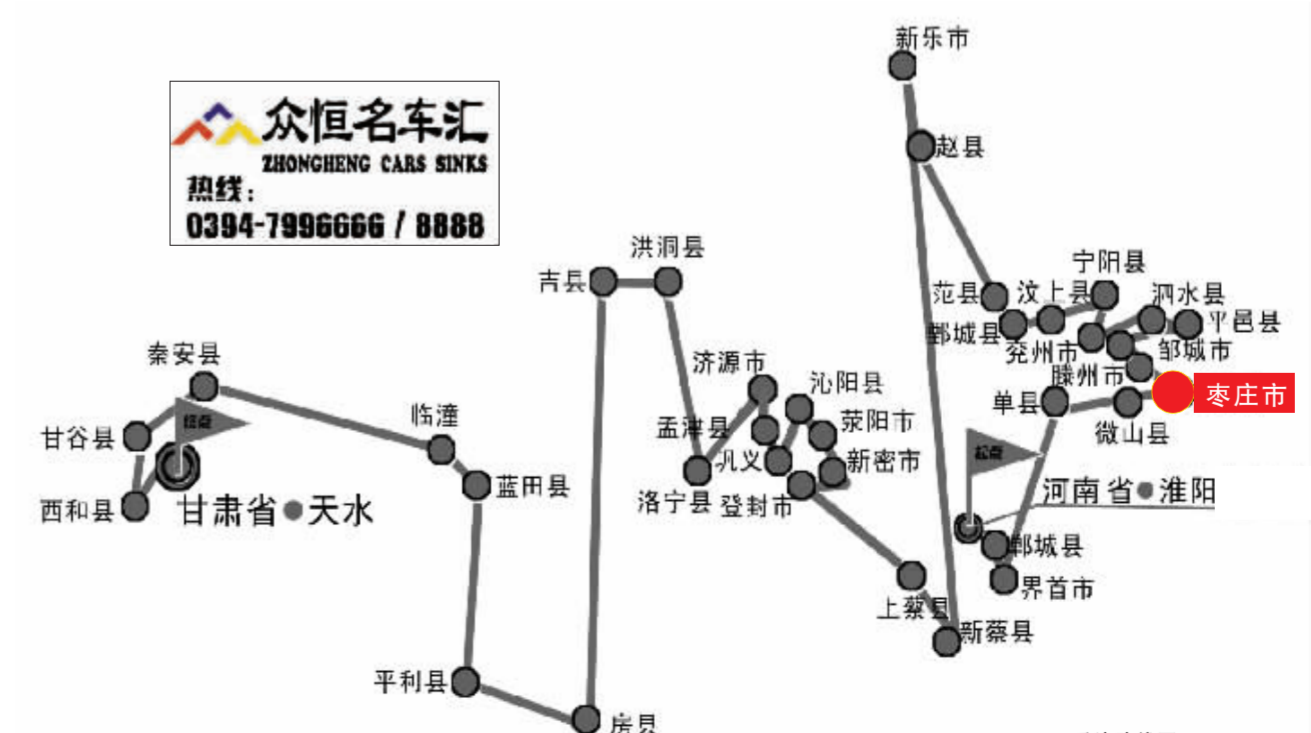 新乐市
众恒名车汇
ZHONGHENG CARS SINKS
热线：
0394-7996666 / 8888
赵县
洪洞县
吉县
宁阳县
范县
汶上县
泗水县
鄄城县
平邑县
兖州市
邹城市
秦安县
济源市
沁阳县
滕州市
枣庄市
单县
微山县
甘谷县
终点
临潼
孟津县
荥阳市
巩义
新密市
起点
蓝田县
洛宁县
登封市
河南省●淮阳
西和县
甘肃省●天水
郸城县
界首市
上蔡县
新蔡县
平利县
房县